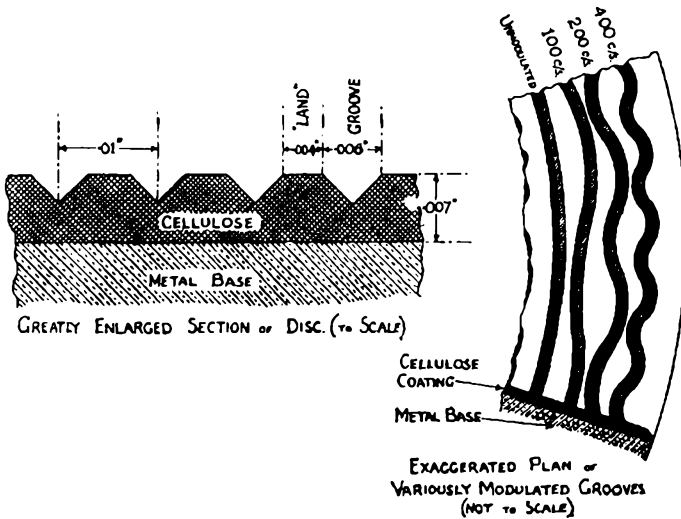 "LAND"
GROOVE
.01"
.004"
.006"
.007"
CELLULOSE
METAL BASE
GREATLY ENLARGED SECTION OF DISC. (TO SCALE)
UNMODULATED
100 c/s.
200 c/s.
400 c/s.
CELLULOSE
COATING
METAL BASE
EXAGGERATED PLAN OF
VARIOUSLY MODULATED GROOVES
(NOT TO SCALE)